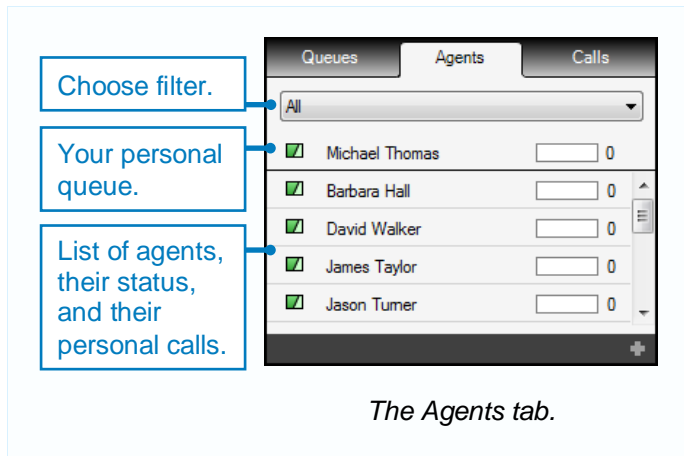 Queues Agents Calls
Choose filter.
All
Your personal
queue.
Michael Thomas 0
Barbara Hall 0
David Walker 0
List of agents,
their status,
and their
personal calls.
James Taylor 0
Jason Turner 0
The Agents tab.